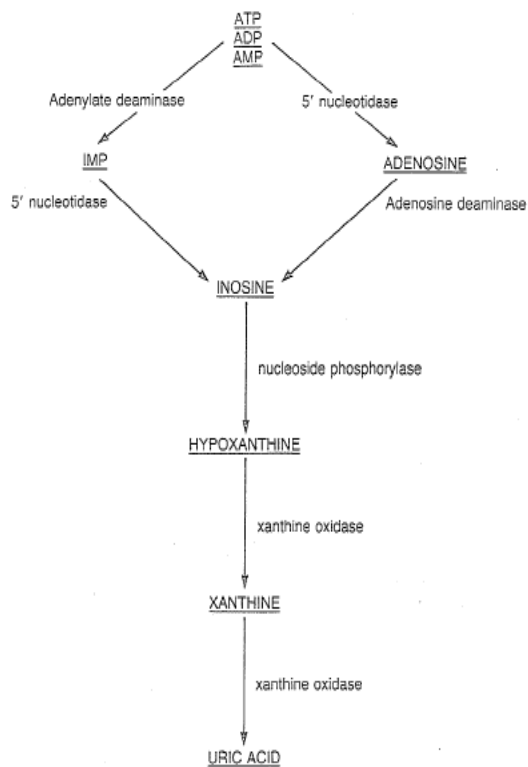 ATP
ADP
AMP
Adenylate deaminase
5' nucleotidase
IMP
ADENOSINE
5' nucleotidase
Adenosine deaminase
INOSINE
nucleoside phosphorylase
HYPOXANTHINE
xanthine oxidase
XANTHINE
xanthine oxidase
URIC ACID